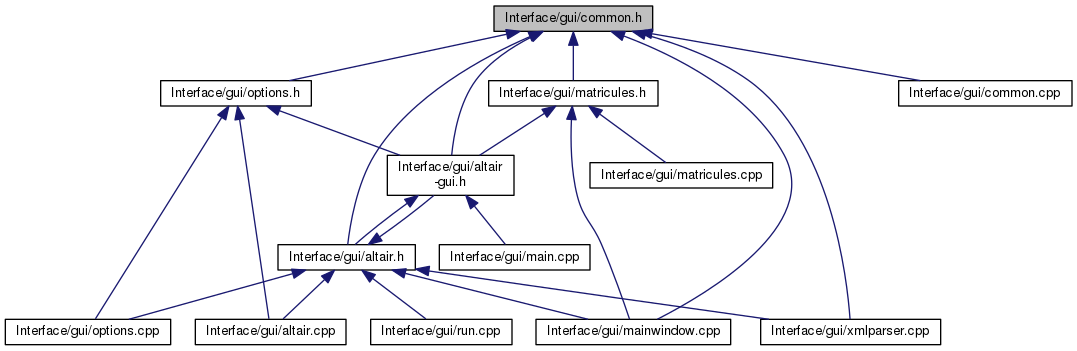 Interface/gui/common.h
Interface/gui/options.h
Interface/gui/matricules.h
Interface/gui/common.cpp
Interface/gui/altair
-gui.h
Interface/gui/matricules.cpp
Interface/gui/altair.h
Interface/gui/main.cpp
Interface/gui/options.cpp
Interface/gui/altair.cpp
Interface/gui/run.cpp
Interface/gui/mainwindow.cpp
Interface/gui/xmlparser.cpp